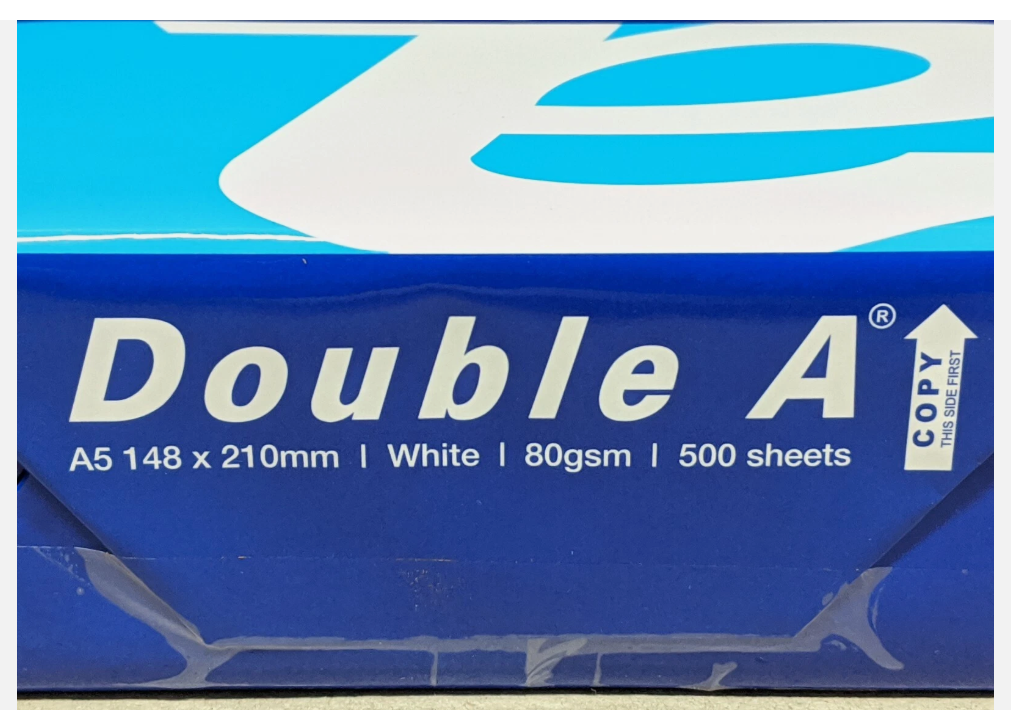 Double A®
A5 148 x 210mm | White | 80gsm | 500 sheets
COPY
THIS SIDE FIRST